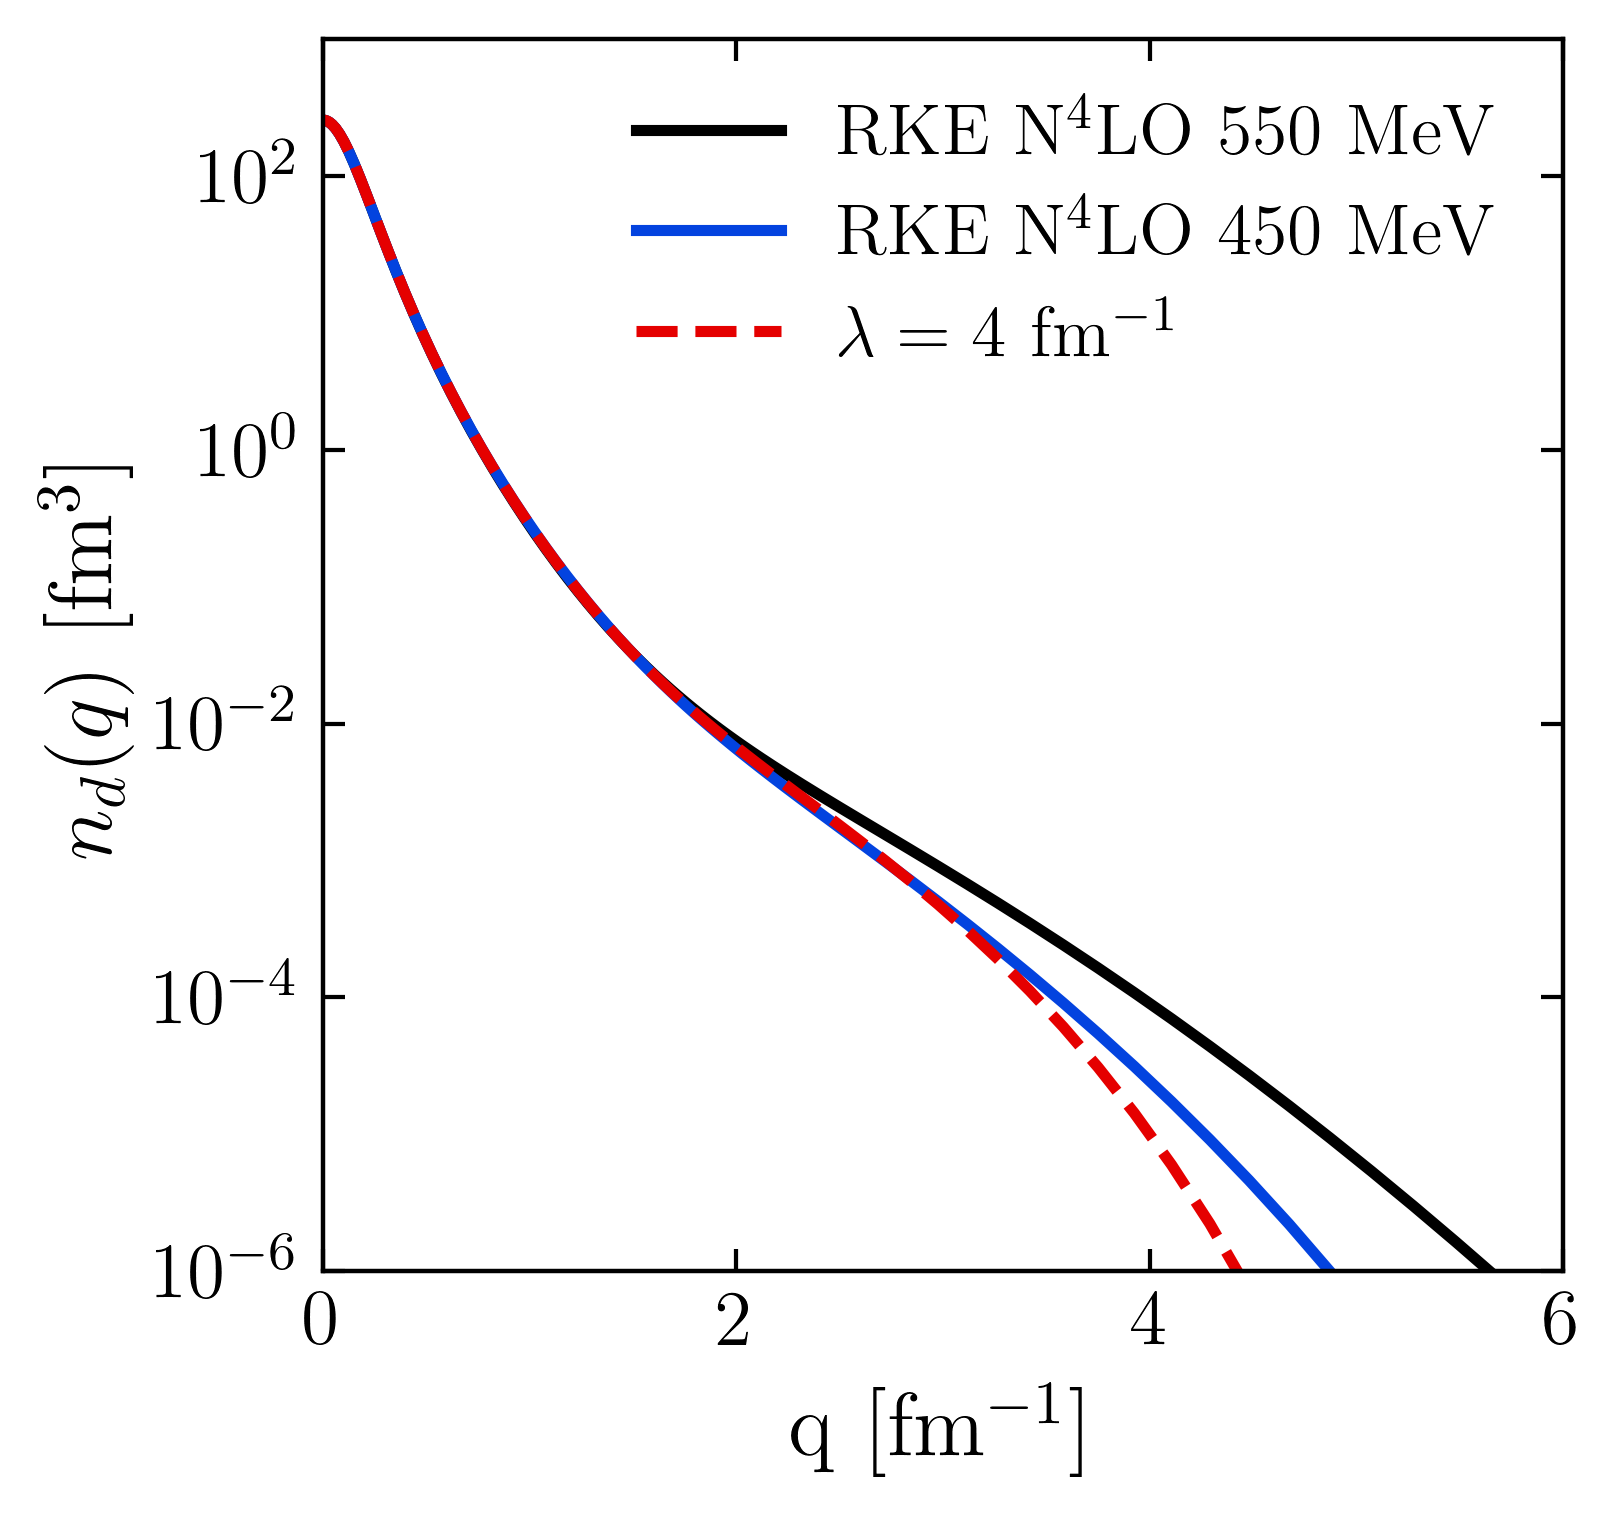 RKE N⁴LO 550 MeV
RKE N⁴LO 450 MeV
λ = 4 fm⁻¹
10²
10⁰
10⁻²
10⁻⁴
10⁻⁶
n_d(q) [fm³]
0 2 4 6
q [fm⁻¹]